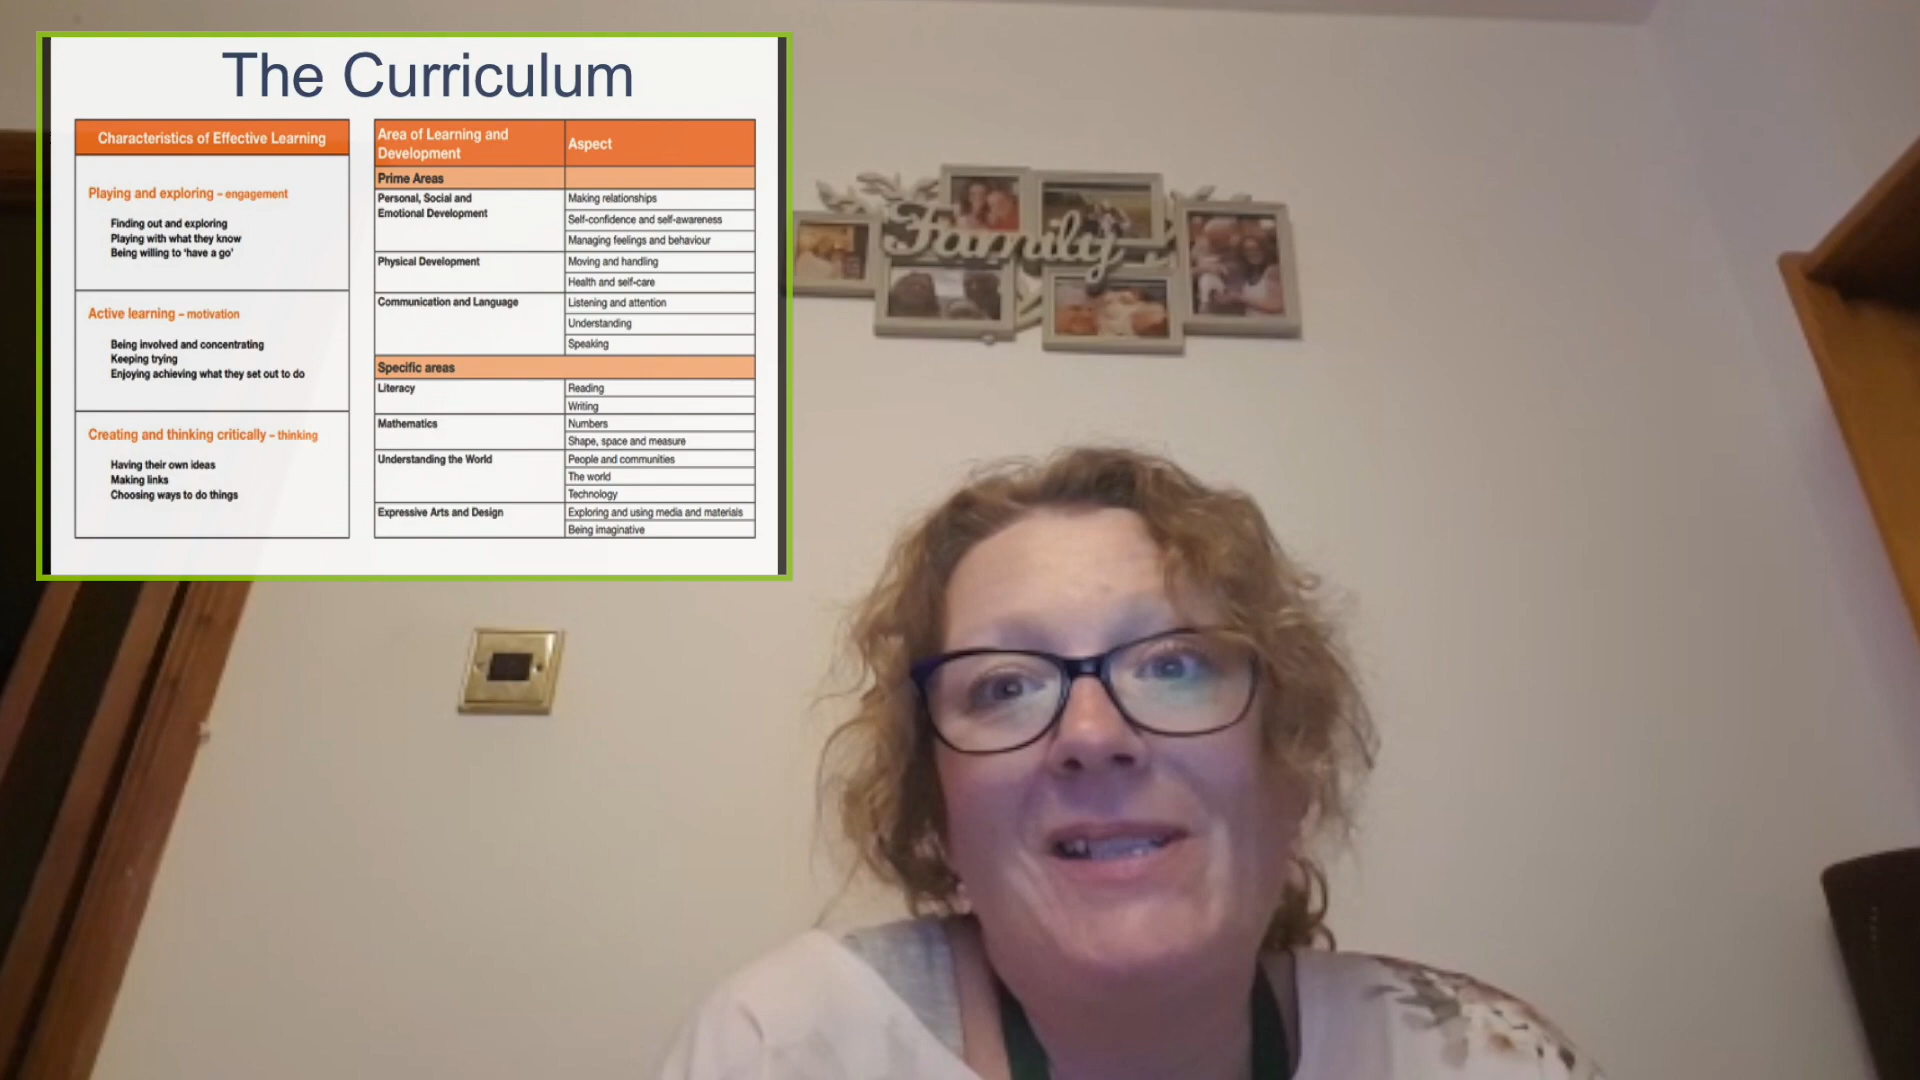 The Curriculum
Characteristics of Effective Learning
Playing and exploring – engagement
Finding out and exploring
Playing with what they know
Being willing to ‘have a go’
Active learning – motivation
Being involved and concentrating
Keeping trying
Enjoying achieving what they set out to do
Creating and thinking critically – thinking
Having their own ideas
Making links
Choosing ways to do things
Area of Learning and
Development
Aspect
Prime Areas
Personal, Social and
Emotional Development
Making relationships
Self-confidence and self-awareness
Managing feelings and behaviour
Physical Development
Moving and handling
Health and self-care
Communication and Language
Listening and attention
Understanding
Speaking
Specific areas
Literacy
Reading
Writing
Mathematics
Numbers
Shape, space and measure
Understanding the World
People and communities
The world
Technology
Expressive Arts and Design
Exploring and using media and materials
Being imaginative
Family